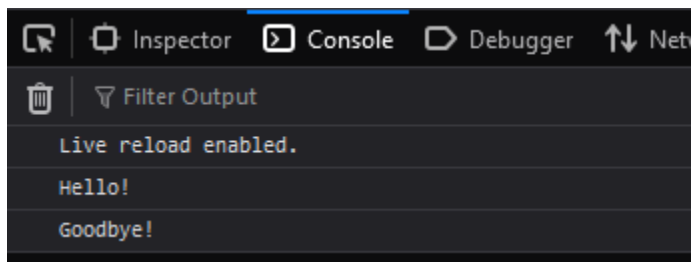 Inspector Console Debugger
Filter Output
Live reload enabled.
Hello!
Goodbye!